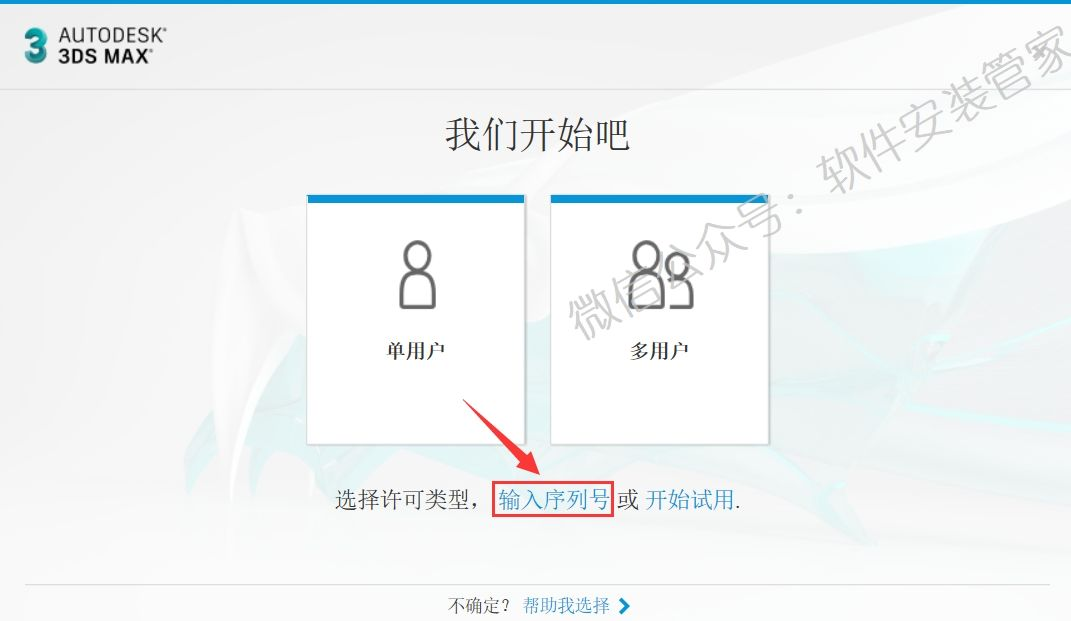 AUTODESK®
3DS MAX®
我们开始吧
单用户
多用户
微信公众号：软件安装管家
选择许可类型，输入序列号 或 开始试用.
不确定？ 帮助我选择